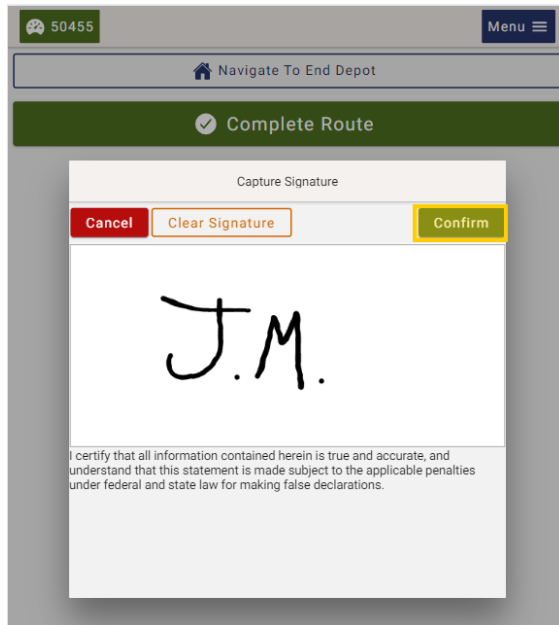 50455 Menu
Navigate To End Depot
Complete Route
Capture Signature
Cancel Clear Signature Confirm
J.M.
I certify that all information contained herein is true and accurate, and
understand that this statement is made subject to the applicable penalties
under federal and state law for making false declarations.